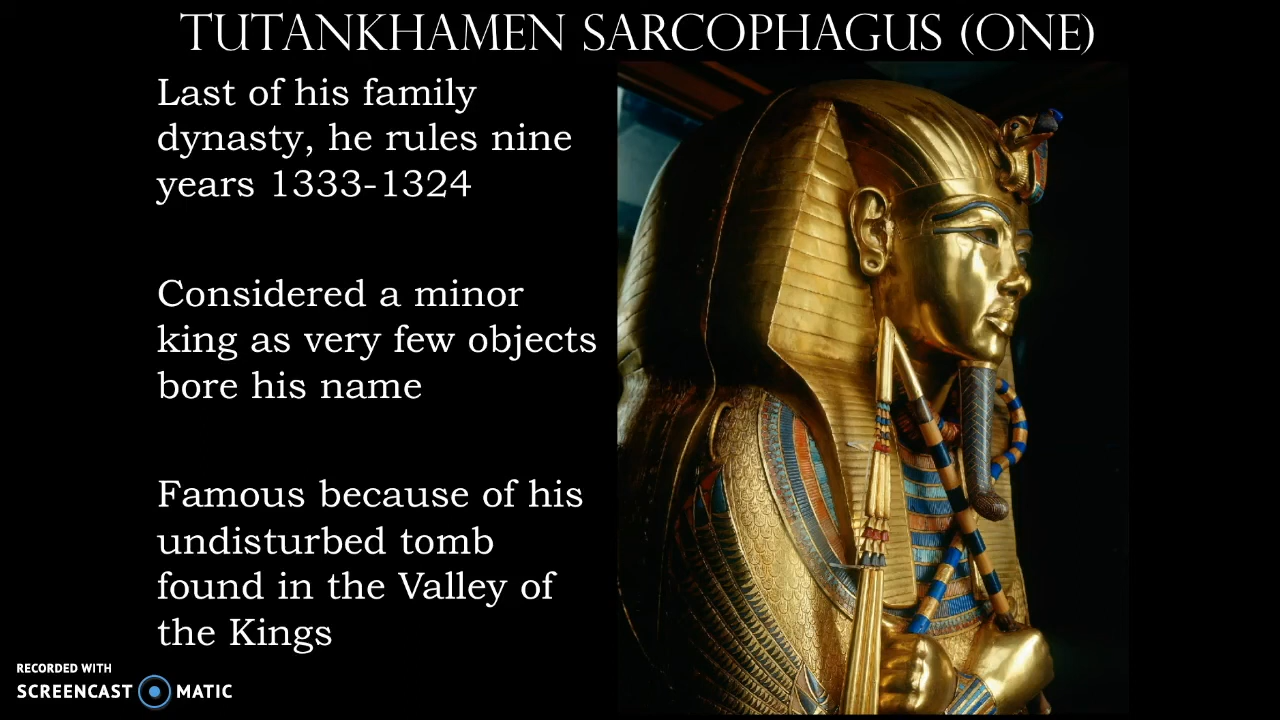 TUTANKHAMEN SARCOPHAGUS (ONE)
Last of his family
dynasty, he rules nine
years 1333-1324
Considered a minor
king as very few objects
bore his name
Famous because of his
undisturbed tomb
found in the Valley of
the Kings
RECORDED WITH
SCREENCAST MATIC